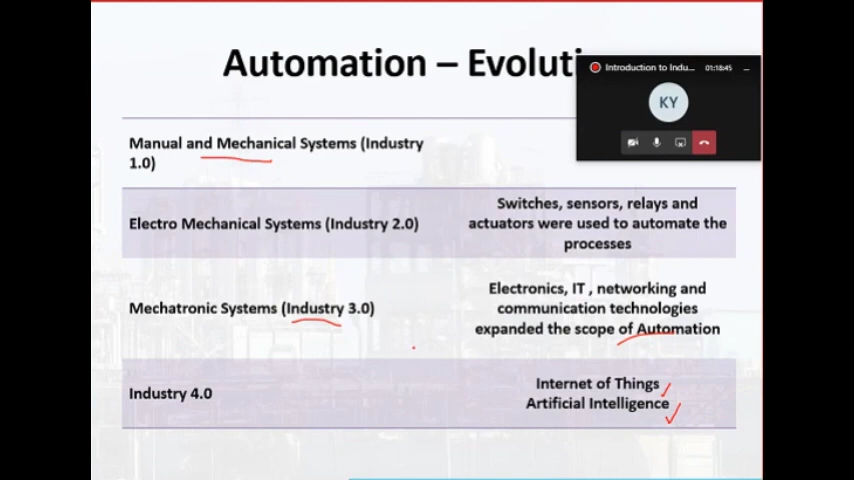 Automation – Evoluti
Introduction to Indu... 01:18:45
KY
Manual and Mechanical Systems (Industry
1.0)
Electro Mechanical Systems (Industry 2.0)
Switches, sensors, relays and
actuators were used to automate the
processes
Mechatronic Systems (Industry 3.0)
Electronics, IT , networking and
communication technologies
expanded the scope of Automation
Industry 4.0
Internet of Things
Artificial Intelligence